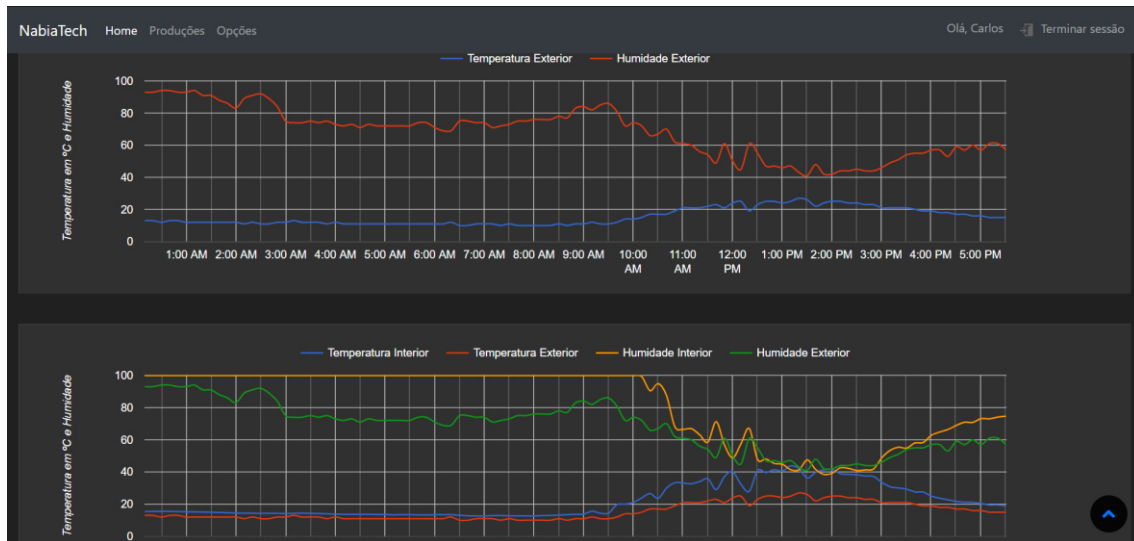 NabiaTech Home Produções Opções Olá, Carlos Terminar sessão
Temperatura Exterior Humidade Exterior
Temperatura em ºC e Humidade
100
80
60
40
20
0
1:00 AM 2:00 AM 3:00 AM 4:00 AM 5:00 AM 6:00 AM 7:00 AM 8:00 AM 9:00 AM 10:00 AM 11:00 AM 12:00 PM 1:00 PM 2:00 PM 3:00 PM 4:00 PM 5:00 PM
Temperatura Interior Temperatura Exterior Humidade Interior Humidade Exterior
Temperatura em ºC e Humidade
100
80
60
40
20
0